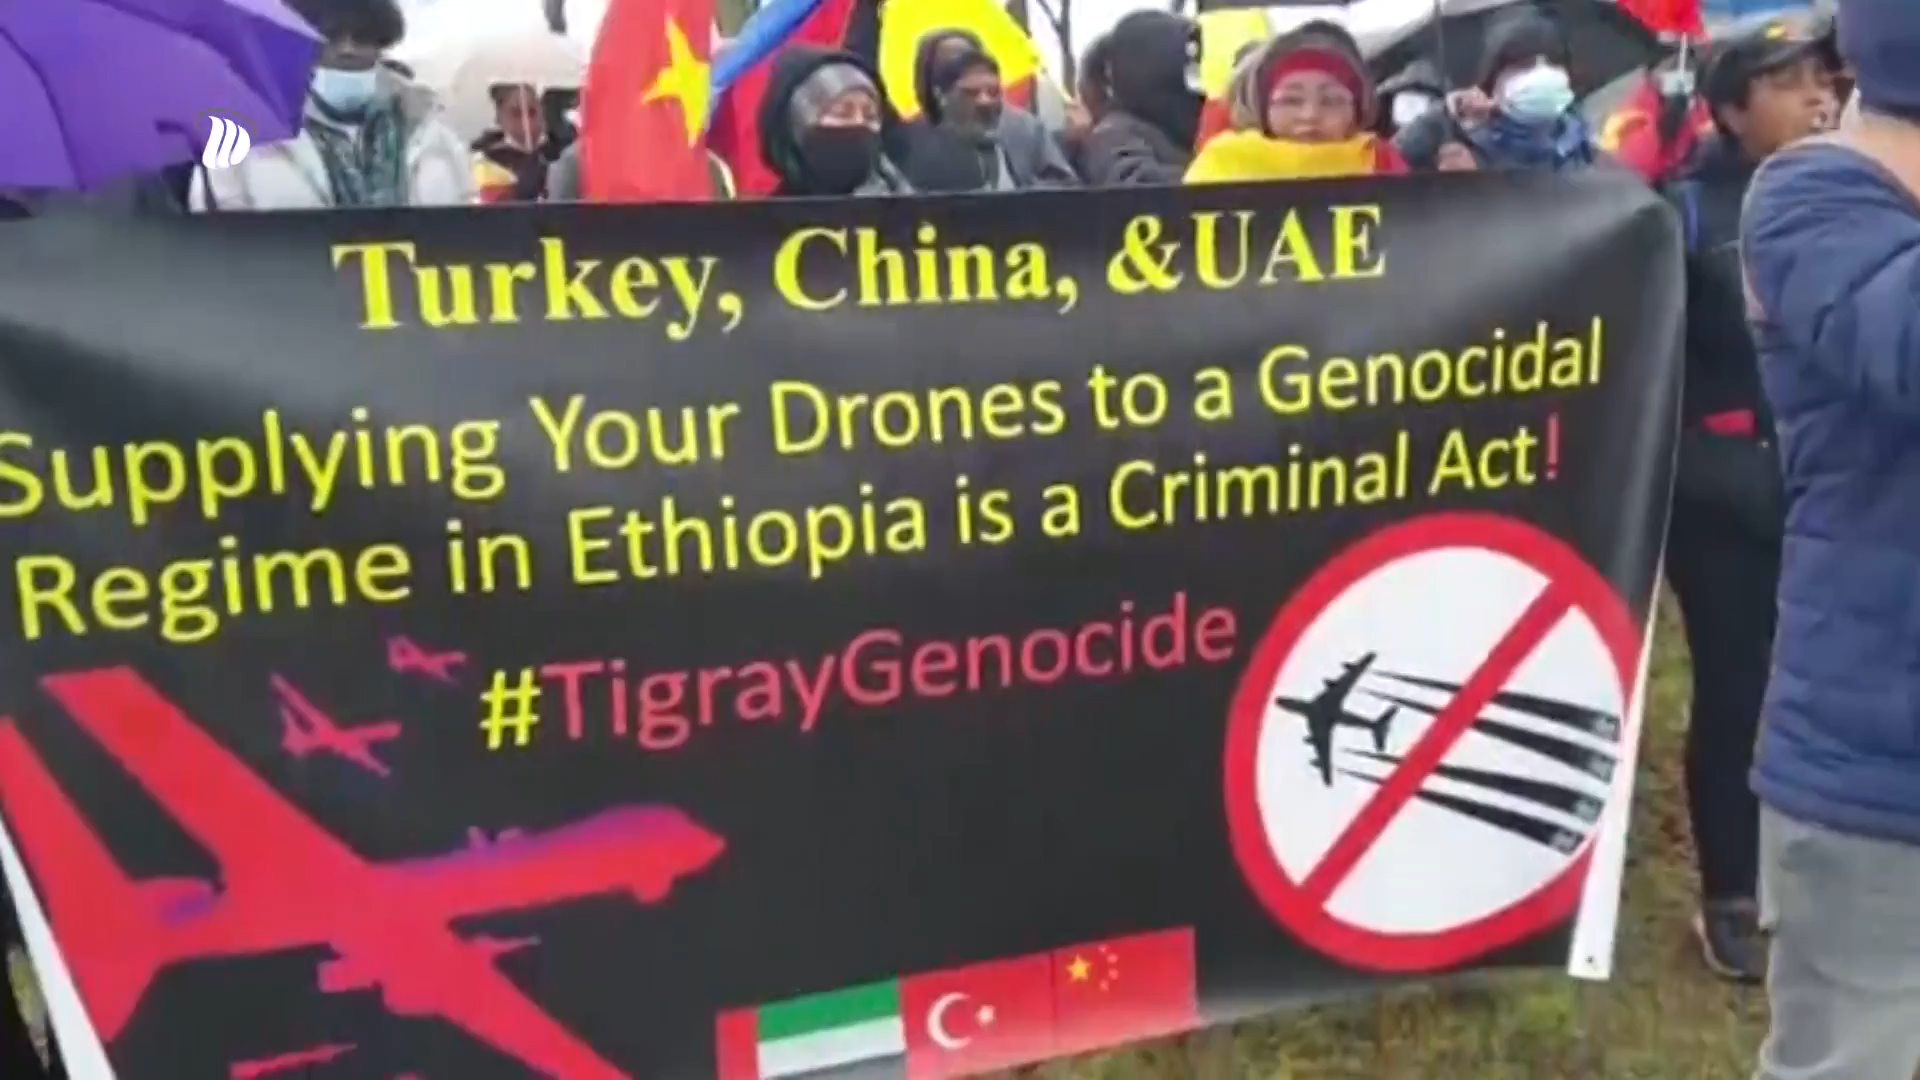 Turkey, China, &UAE
Supplying Your Drones to a Genocidal
Regime in Ethiopia is a Criminal Act!
#TigrayGenocide